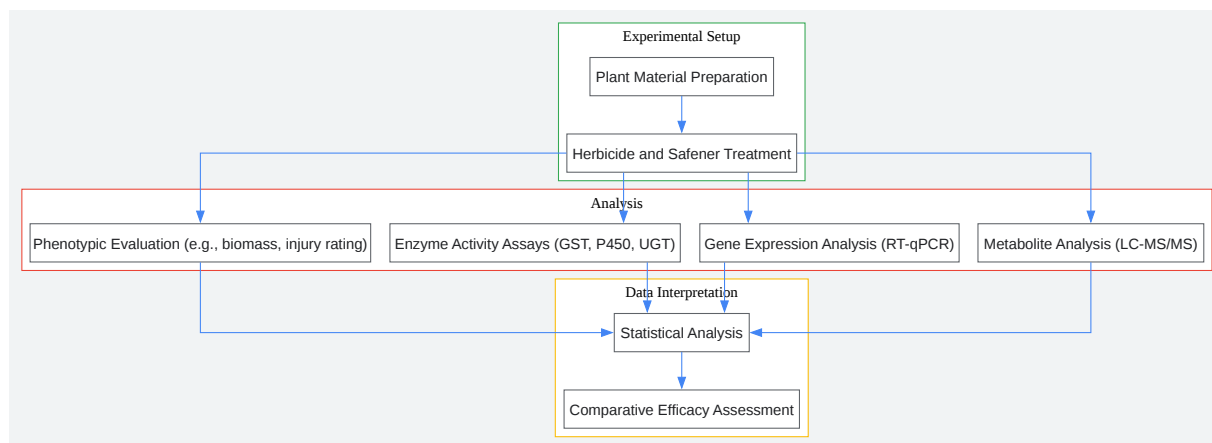 Experimental Setup
Plant Material Preparation
Herbicide and Safener Treatment
Analysis
Phenotypic Evaluation (e.g., biomass, injury rating)
Enzyme Activity Assays (GST, P450, UGT)
Gene Expression Analysis (RT-qPCR)
Metabolite Analysis (LC-MS/MS)
Data Interpretation
Statistical Analysis
Comparative Efficacy Assessment